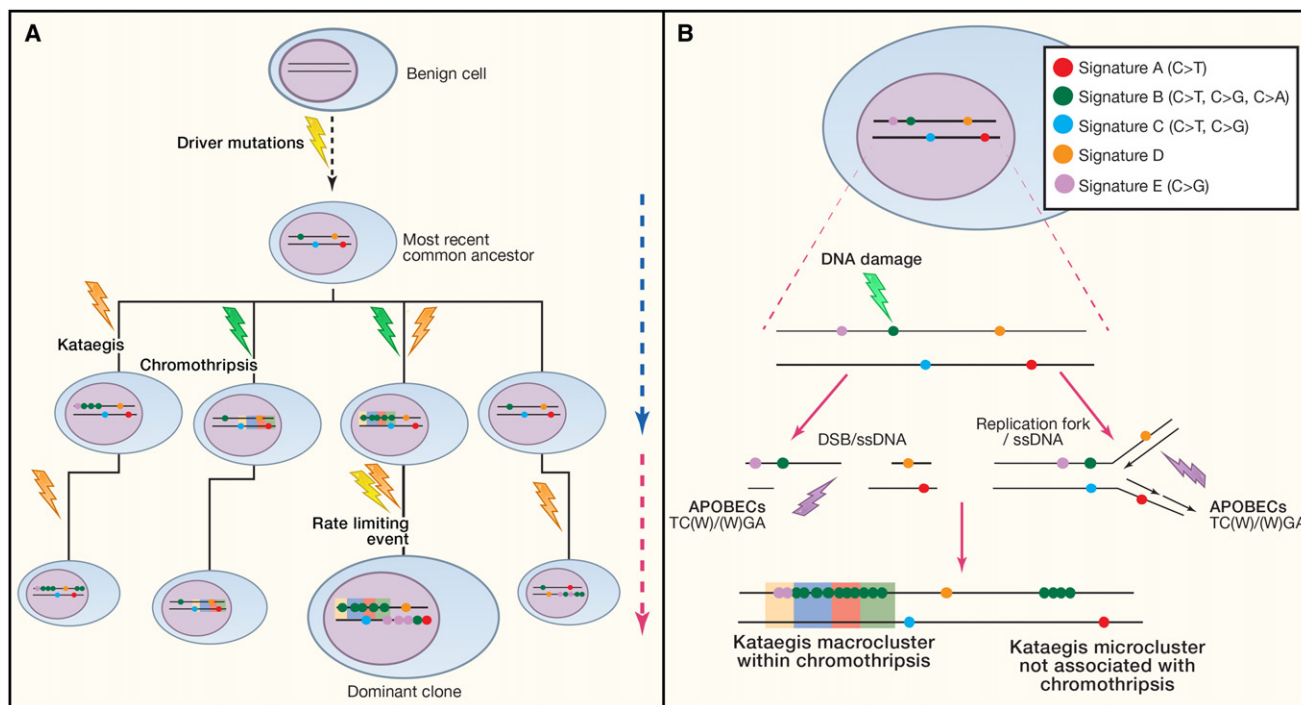 A
Benign cell
Driver mutations
Most recent
common ancestor
Kataegis
Chromothripsis
Rate limiting
event
Dominant clone
B
Signature A (C>T)
Signature B (C>T, C>G, C>A)
Signature C (C>T, C>G)
Signature D
Signature E (C>G)
DNA damage
DSB/ssDNA
Replication fork
/ ssDNA
APOBECs
TC(W)/(W)GA
APOBECs
TC(W)/(W)GA
Kataegis macrocluster
within chromothripsis
Kataegis microcluster
not associated with
chromothripsis